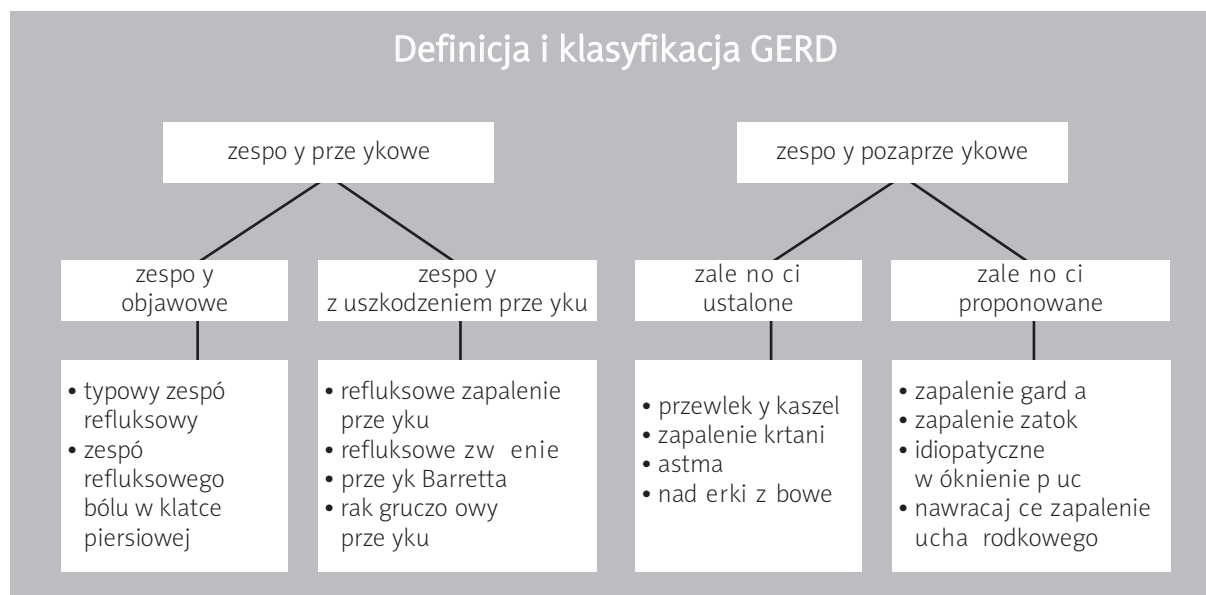 Definicja i klasyfikacja GERD
zespo y prze ykowe
zespo y pozaprze ykowe
zespo y
objawowe
zespo y
z uszkodzeniem prze yku
zale no ci
ustalone
zale no ci
proponowane
• typowy zespó
refluksowy
• zespó
refluksowego
bólu w klatce
piersiowej
• refluksowe zapalenie
prze yku
• refluksowe zw enie
• prze yk Barretta
• rak gruczo owy
prze yku
• przewlek y kaszel
• zapalenie krtani
• astma
• nad erki z bowe
• zapalenie gard a
• zapalenie zatok
• idiopatyczne
w óknienie p uc
• nawracaj ce zapalenie
ucha rodkowego